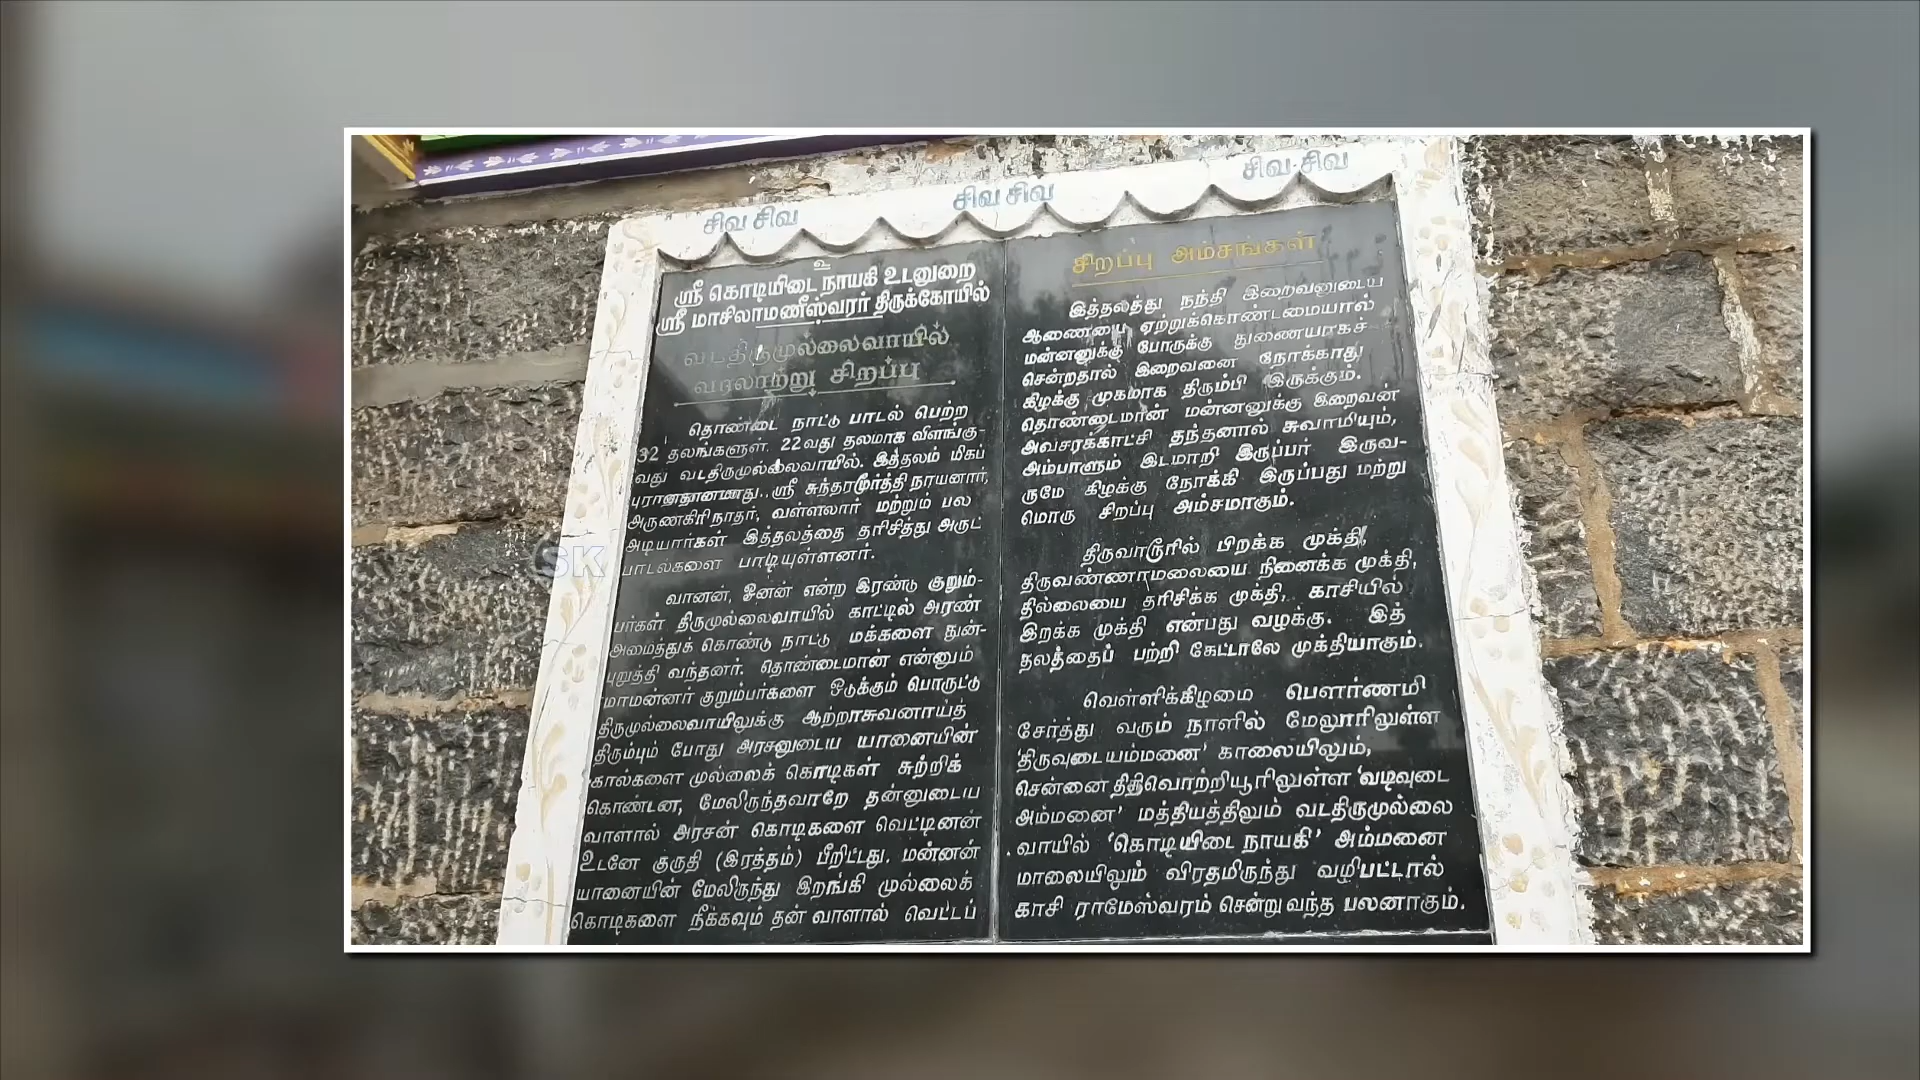 சிவ சிவ
சிவ சிவ
சிவ சிவ
உ
ஸ்ரீ கொடியிடை நாயகி உடனுறை
ஸ்ரீ மாசிலாமணீஸ்வரர் திருக்கோயில்
வடதிருமுல்லைவாயில்
வரலாற்று சிறப்பு
தொண்டை நாட்டு பாடல் பெற்ற
32 தலங்களுள் 22வது தலமாக விளங்கு-
வது வடதிருமுல்லைவாயில். இத்தலம் மிகப்
புராதனமானது. ஸ்ரீ சுந்தரமூர்த்தி நாயனார்,
அருணகிரிநாதர், வள்ளலார் மற்றும் பல
அடியார்கள் இத்தலத்தை தரிசித்து அருட்
பாடல்களை பாடியுள்ளனர்.
வானன், ஓனன் என்ற இரண்டு குறும்-
பர்கள் திருமுல்லைவாயில் காட்டில் அரண்
அமைத்துக் கொண்டு நாட்டு மக்களை துன்-
புறுத்தி வந்தனர். தொண்டைமான் என்னும்
மாமன்னர் குறும்பர்களை ஒடுக்கும் பொருட்டு
திருமுல்லைவாயிலுக்கு ஆற்றாசுவனாய்த்
திரும்பும் போது அரசனுடைய யானையின்
கால்களை முல்லைக் கொடிகள் சுற்றிக்
கொண்டன, மேலிருந்தவாறே தன்னுடைய
வாளால் அரசன் கொடிகளை வெட்டினன்
உடனே குருதி (இரத்தம்) பீறிட்டது. மன்னன்
யானையின் மேலிருந்து இறங்கி முல்லைக்
கொடிகளை நீக்கவும் தன் வாளால் வெட்டப்
சிறப்பு அம்சங்கள்
இத்தலத்து நந்தி இறைவனுடைய
ஆணையை ஏற்றுக்கொண்டமையால்
மன்னனுக்கு போருக்கு துணையாகச்
சென்றதால் இறைவனை நோக்காது
கிழக்கு முகமாக திரும்பி இருக்கும்.
தொண்டைமான் மன்னனுக்கு இறைவன்
அவசரக்காட்சி தந்தனால் சுவாமியும்,
அம்பாளும் இடமாறி இருப்பர் இருவ-
ருமே கிழக்கு நோக்கி இருப்பது மற்று
மொரு சிறப்பு அம்சமாகும்.
திருவாரூரில் பிறக்க முக்தி,
திருவண்ணாமலையை நினைக்க முக்தி,
தில்லையை தரிசிக்க முக்தி, காசியில்
இறக்க முக்தி என்பது வழக்கு. இத்
தலத்தைப் பற்றி கேட்டாலே முக்தியாகும்.
வெள்ளிக்கிழமை பௌர்ணமி
சேர்த்து வரும் நாளில் மேலூரிலுள்ள
'திருவுடையம்மனை' காலையிலும்,
சென்னை திருவொற்றியூரிலுள்ள 'வடிவுடை
அம்மனை' மத்தியத்திலும் வடதிருமுல்லை
வாயில் 'கொடியிடை நாயகி' அம்மனை
மாலையிலும் விரதமிருந்து வழிபட்டால்
காசி ராமேஸ்வரம் சென்று வந்த பலனாகும்.
SK